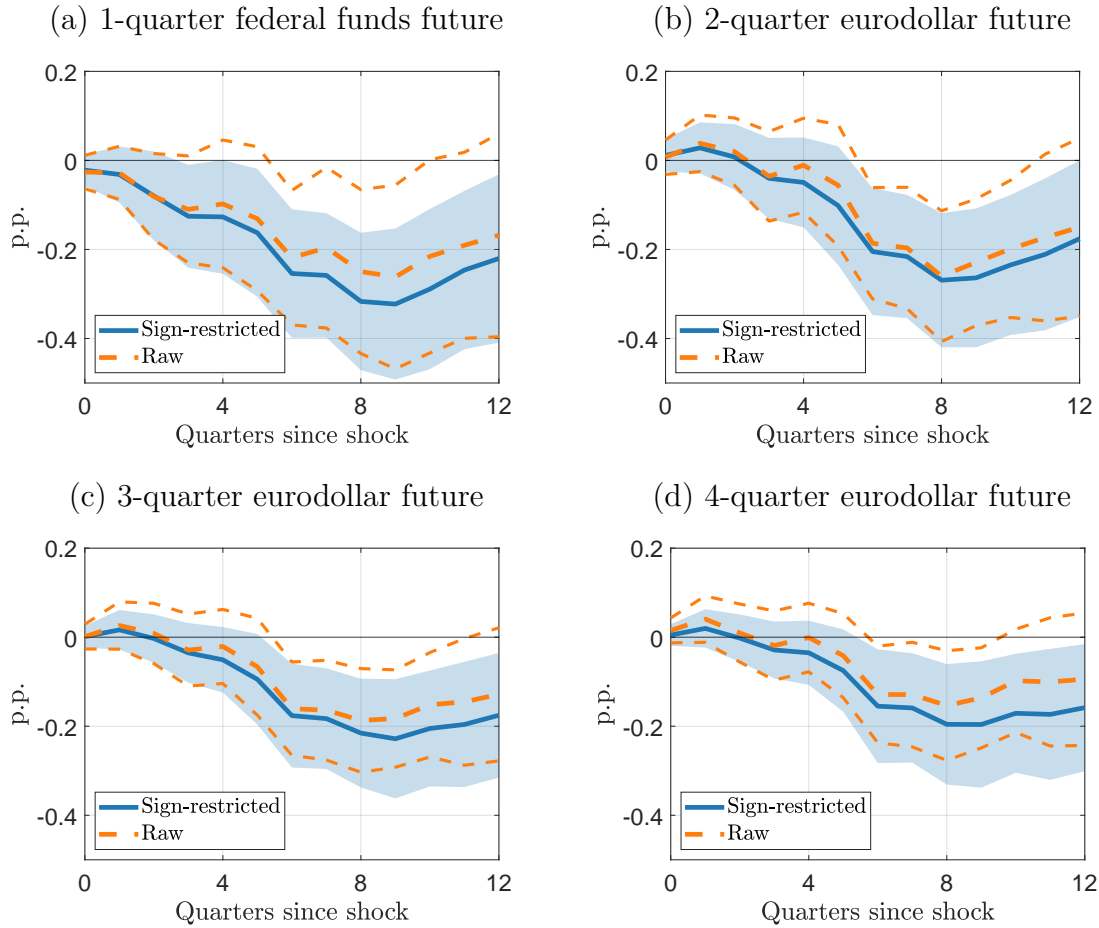 (a) 1-quarter federal funds future
0.2
0
-0.2
-0.4
p.p.
Sign-restricted
Raw
0 4 8 12
Quarters since shock
(b) 2-quarter eurodollar future
0.2
0
-0.2
-0.4
p.p.
Sign-restricted
Raw
0 4 8 12
Quarters since shock
(c) 3-quarter eurodollar future
0.2
0
-0.2
-0.4
p.p.
Sign-restricted
Raw
0 4 8 12
Quarters since shock
(d) 4-quarter eurodollar future
0.2
0
-0.2
-0.4
p.p.
Sign-restricted
Raw
0 4 8 12
Quarters since shock